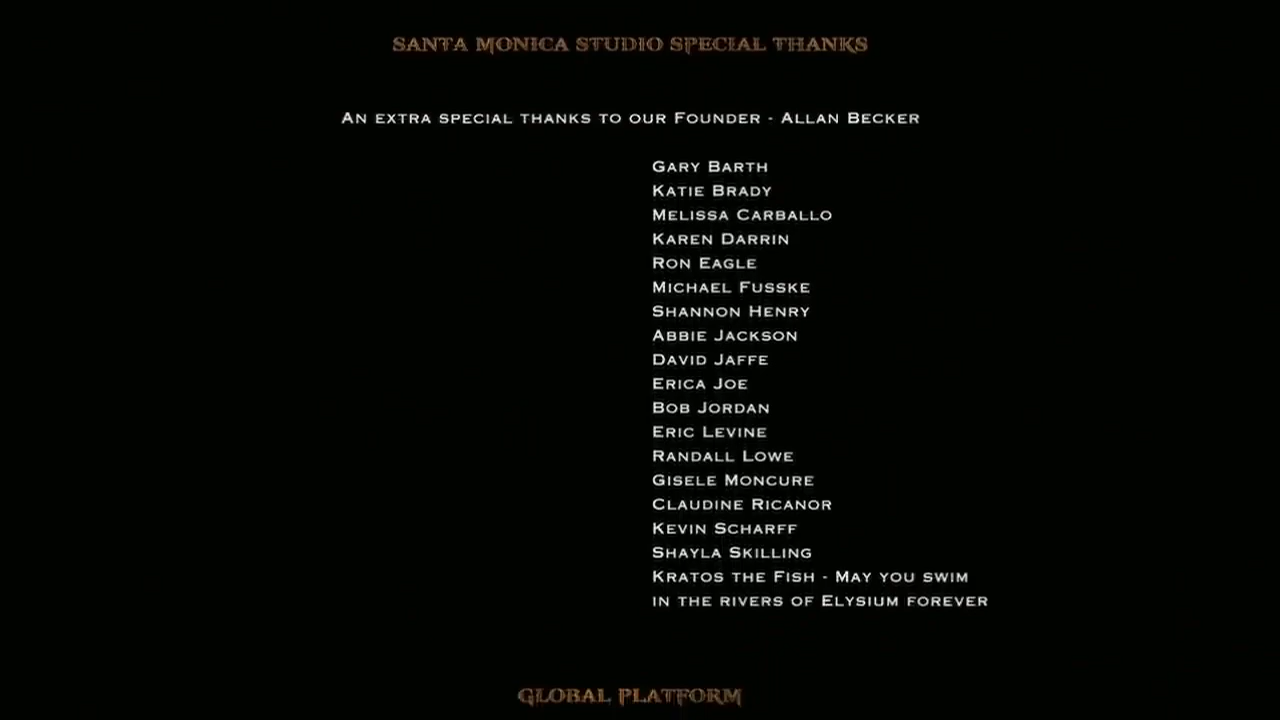 SANTA MONICA STUDIO SPECIAL THANKS
AN EXTRA SPECIAL THANKS TO OUR FOUNDER - ALLAN BECKER
GARY BARTH
KATIE BRADY
MELISSA CARBALLO
KAREN DARRIN
RON EAGLE
MICHAEL FUSSKE
SHANNON HENRY
ABBIE JACKSON
DAVID JAFFE
ERICA JOE
BOB JORDAN
ERIC LEVINE
RANDALL LOWE
GISELE MONCURE
CLAUDINE RICANOR
KEVIN SCHARFF
SHAYLA SKILLING
KRATOS THE FISH - MAY YOU SWIM
IN THE RIVERS OF ELYSIUM FOREVER
GLOBAL PLATFORM